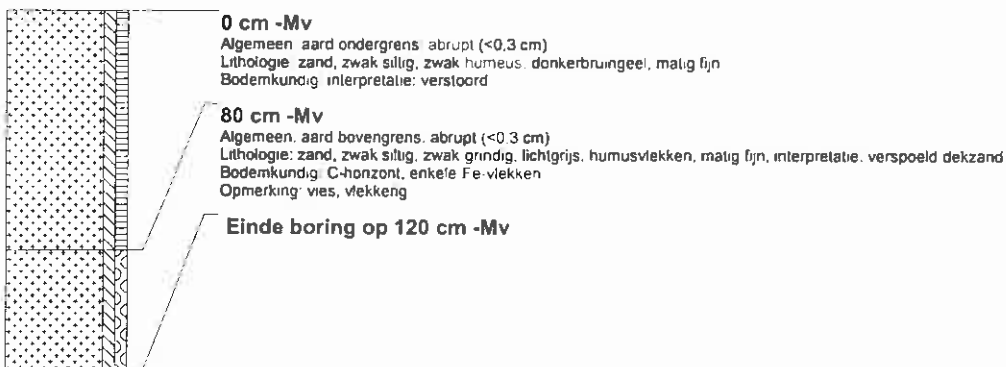 0 cm -Mv
Algemeen aard ondergrens: abrupt (<0,3 cm)
Lithologie zand, zwak siltig, zwak humeus, donkerbruingeel, matig fijn
Bodemkundig interpretatie: verstoord
80 cm -Mv
Algemeen. aard bovengrens. abrupt (<0.3 cm)
Lithologie: zand, zwak siltig, zwak grindig, lichtgrijs, humusvlekken, matig fijn, interpretatie. verspoeld dekzand
Bodemkundig: C-horizont, enkele Fe-vlekken
Opmerking: vies, vlekkerig
Einde boring op 120 cm -Mv